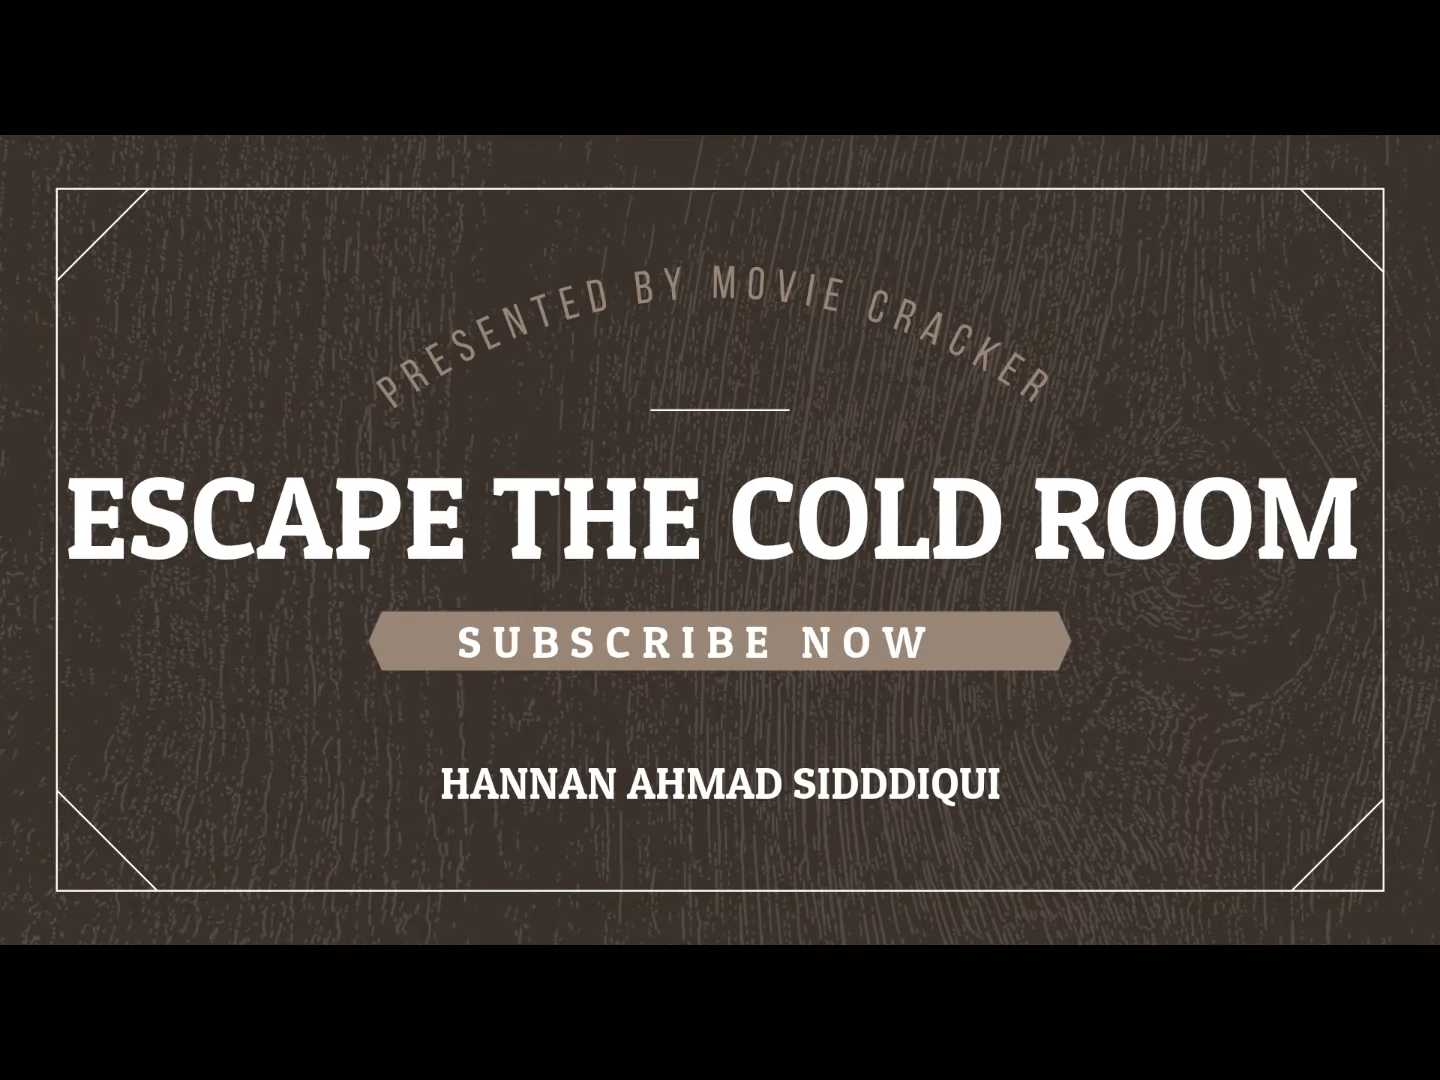 PRESENTED BY MOVIE CRACKER
ESCAPE THE COLD ROOM
SUBSCRIBE NOW
HANNAN AHMAD SIDDDIQUI